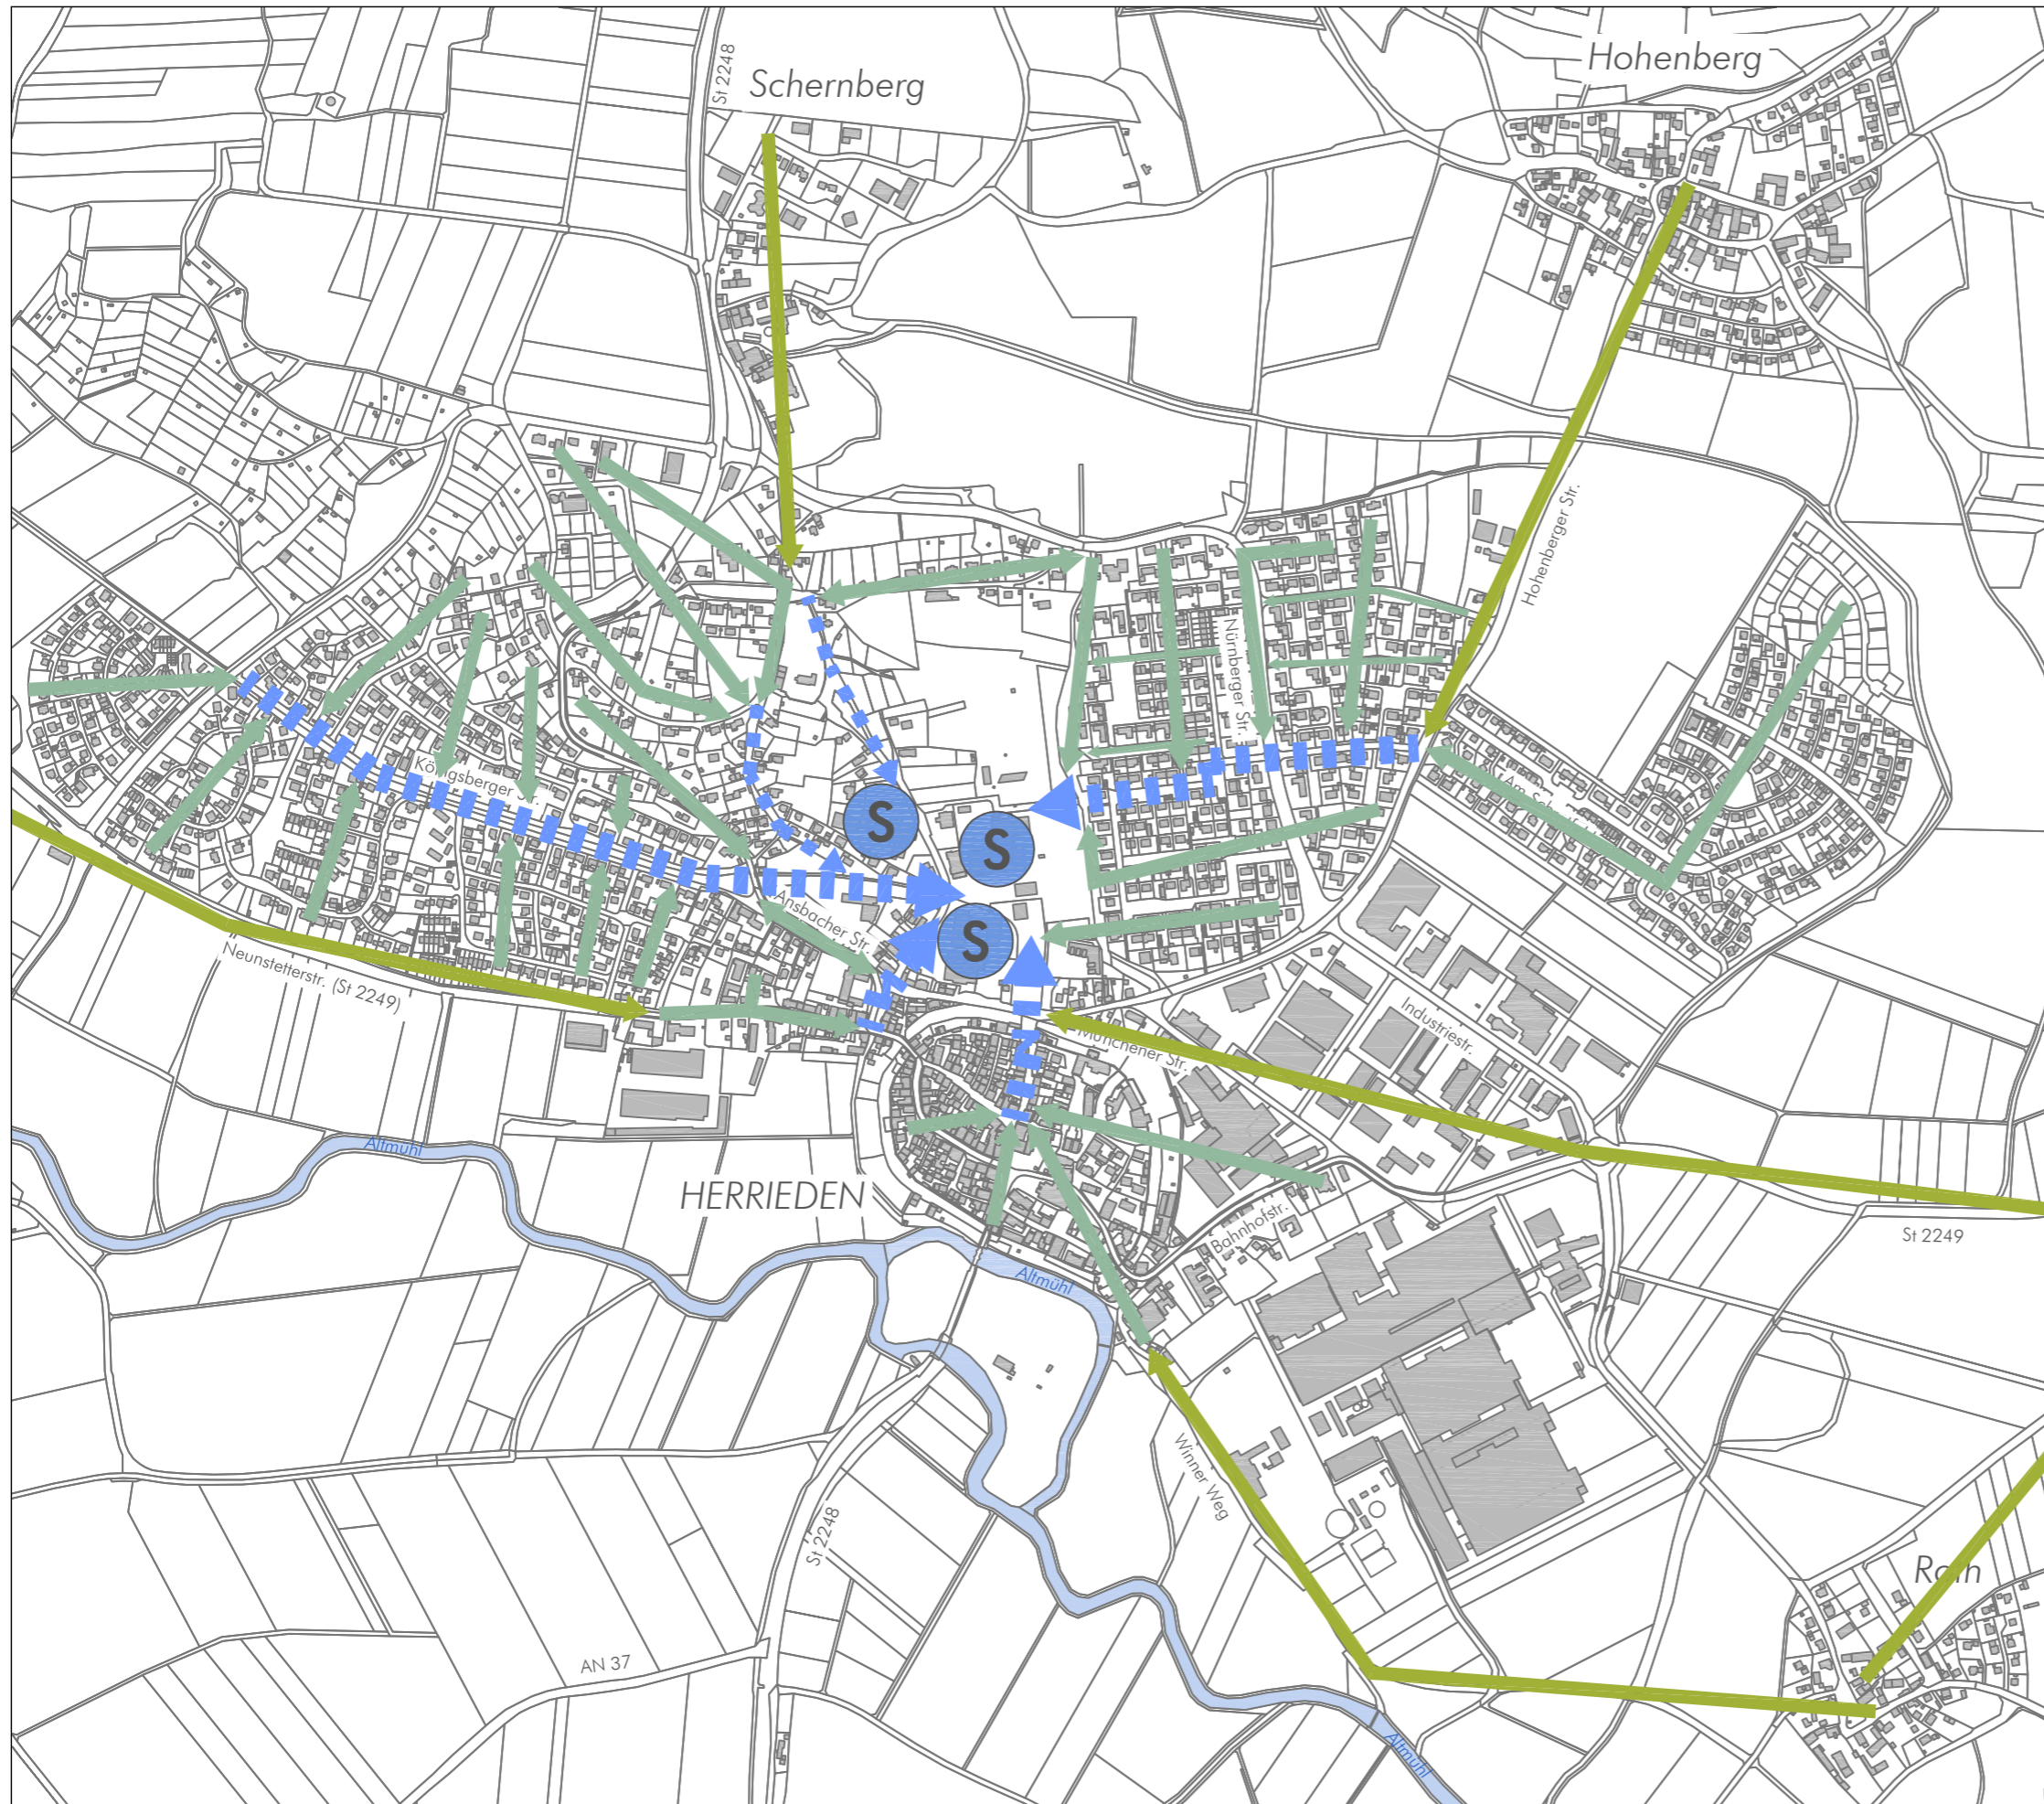 Hohenberg
St 2248
Schernberg
Hohenberger Str.
Nürnberger Str.
Königsberger Str.
S
S
S
Ansbacher Str.
Neunstetterstr. (St 2249)
Industriestr.
Münchener Str.
Altmühl
HERRIEDEN
Bahnhofstr.
St 2249
Altmühl
Winner Weg
St 2248
AN 37
Altmühl